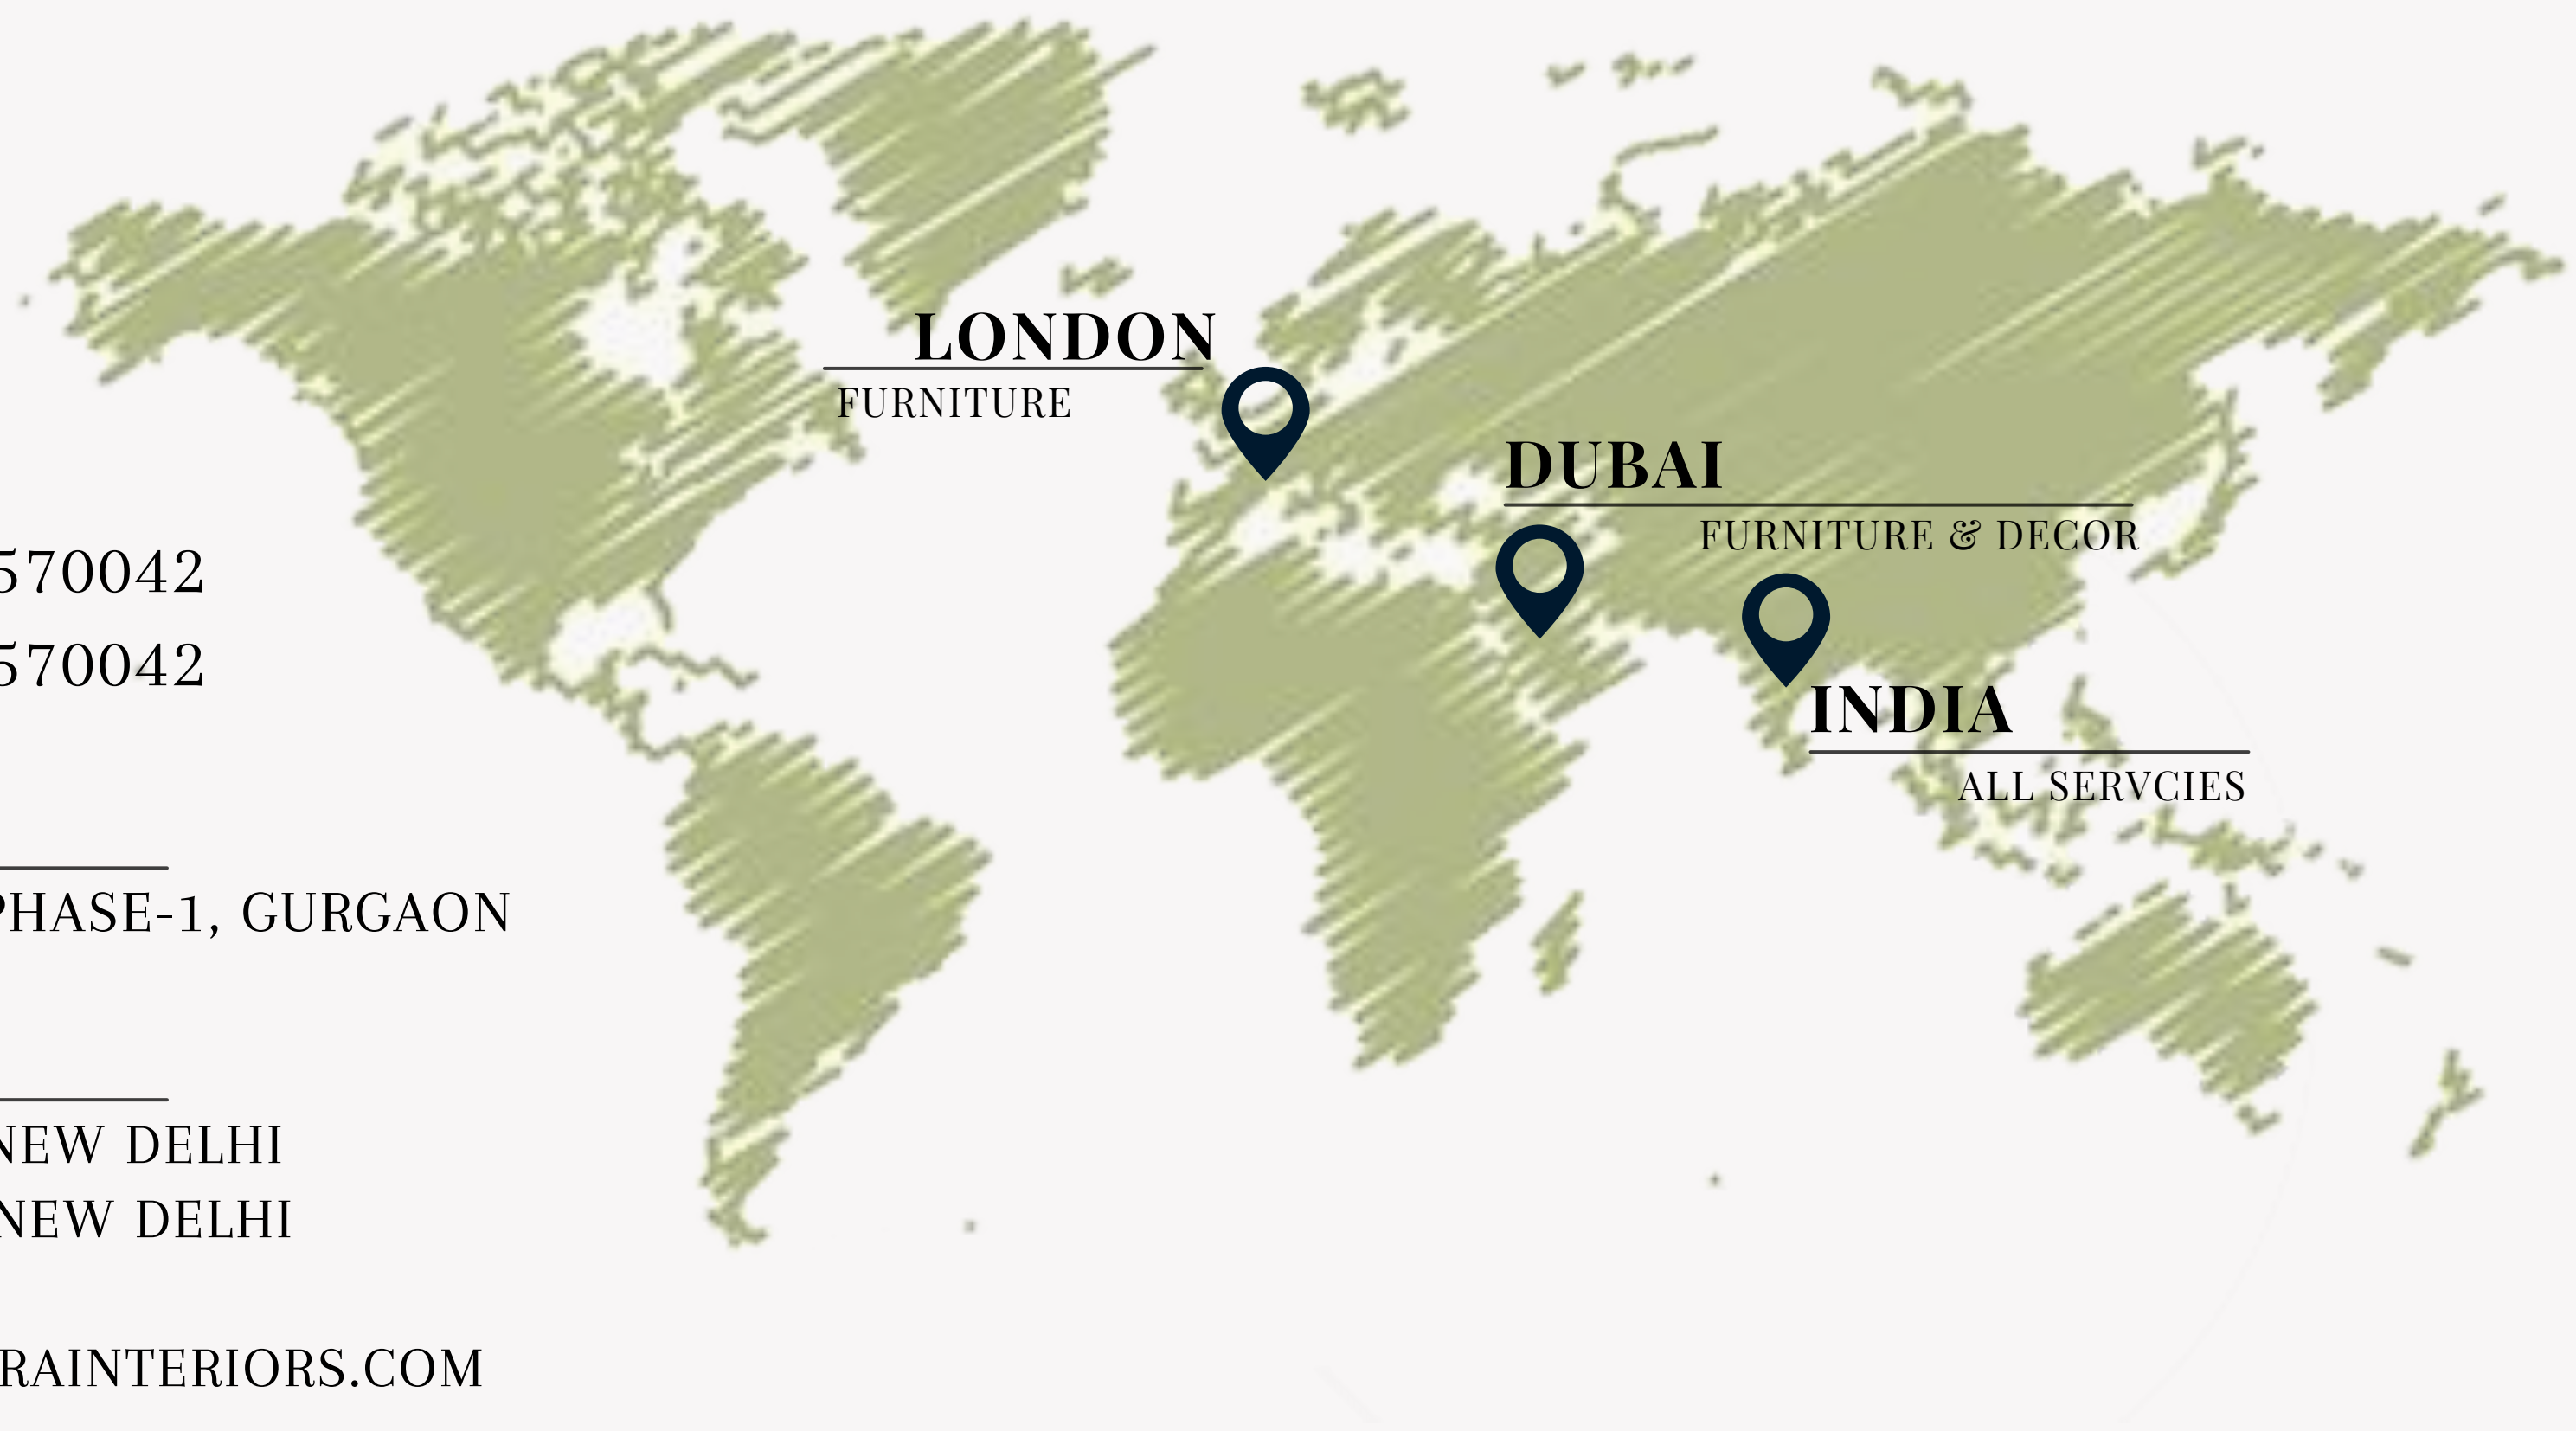 LONDON
FURNITURE
DUBAI
FURNITURE & DECOR
INDIA
ALL SERVCIES
570042
570042
PHASE-1, GURGAON
NEW DELHI
NEW DELHI
RAINTERIORS.COM